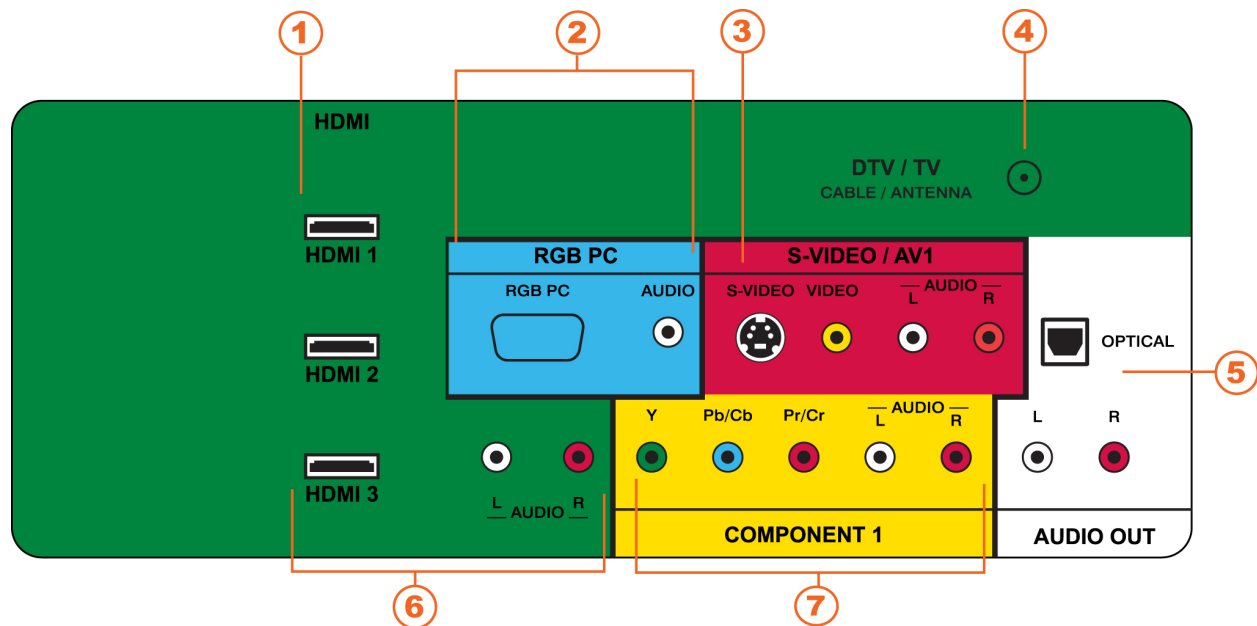 1
2
3
4
HDMI
DTV / TV
CABLE / ANTENNA
HDMI 1
RGB PC
S-VIDEO / AV1
RGB PC
AUDIO
S-VIDEO
VIDEO
AUDIO
L
R
HDMI 2
OPTICAL
5
Y
Pb/Cb
Pr/Cr
AUDIO
L
R
L
R
HDMI 3
L
AUDIO
R
COMPONENT 1
AUDIO OUT
6
7